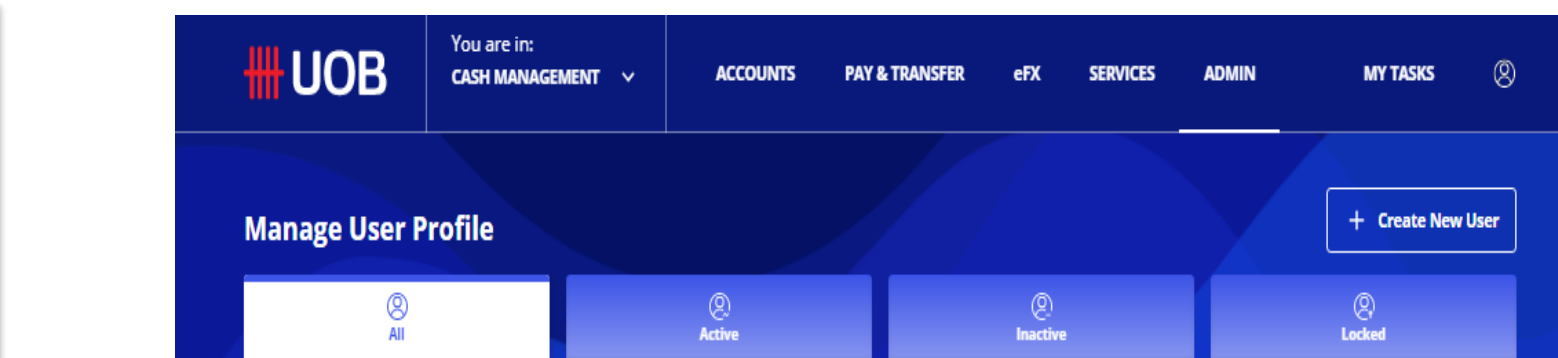 UOB
You are in:
CASH MANAGEMENT
ACCOUNTS PAY & TRANSFER eFX SERVICES ADMIN MY TASKS
Manage User Profile
+ Create New User
All Active Inactive Locked